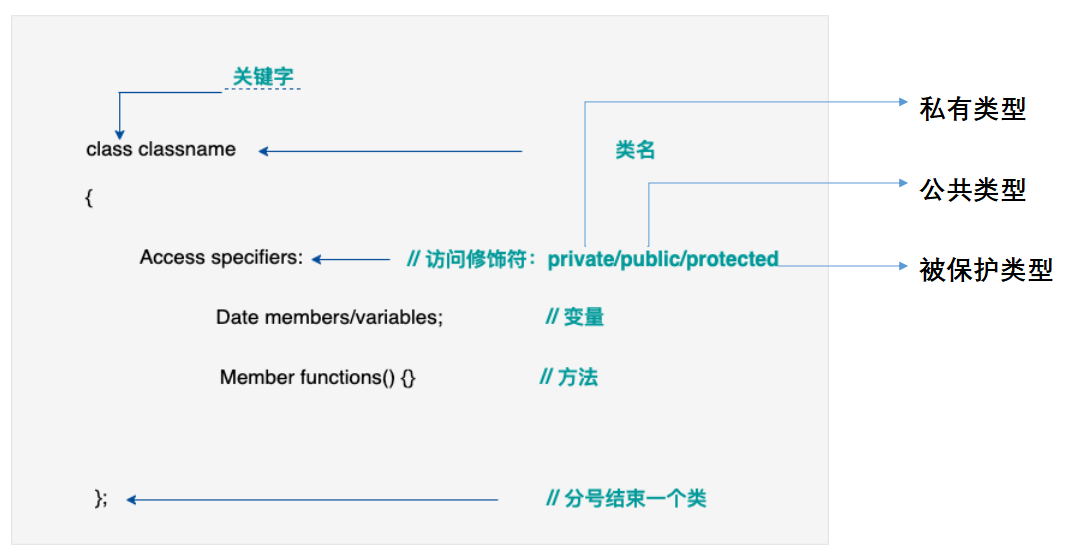 关键字
class classname 类名
私有类型
{
公共类型
Access specifiers: // 访问修饰符：private/public/protected
被保护类型
Date members/variables; // 变量
Member functions() {} // 方法
}; // 分号结束一个类